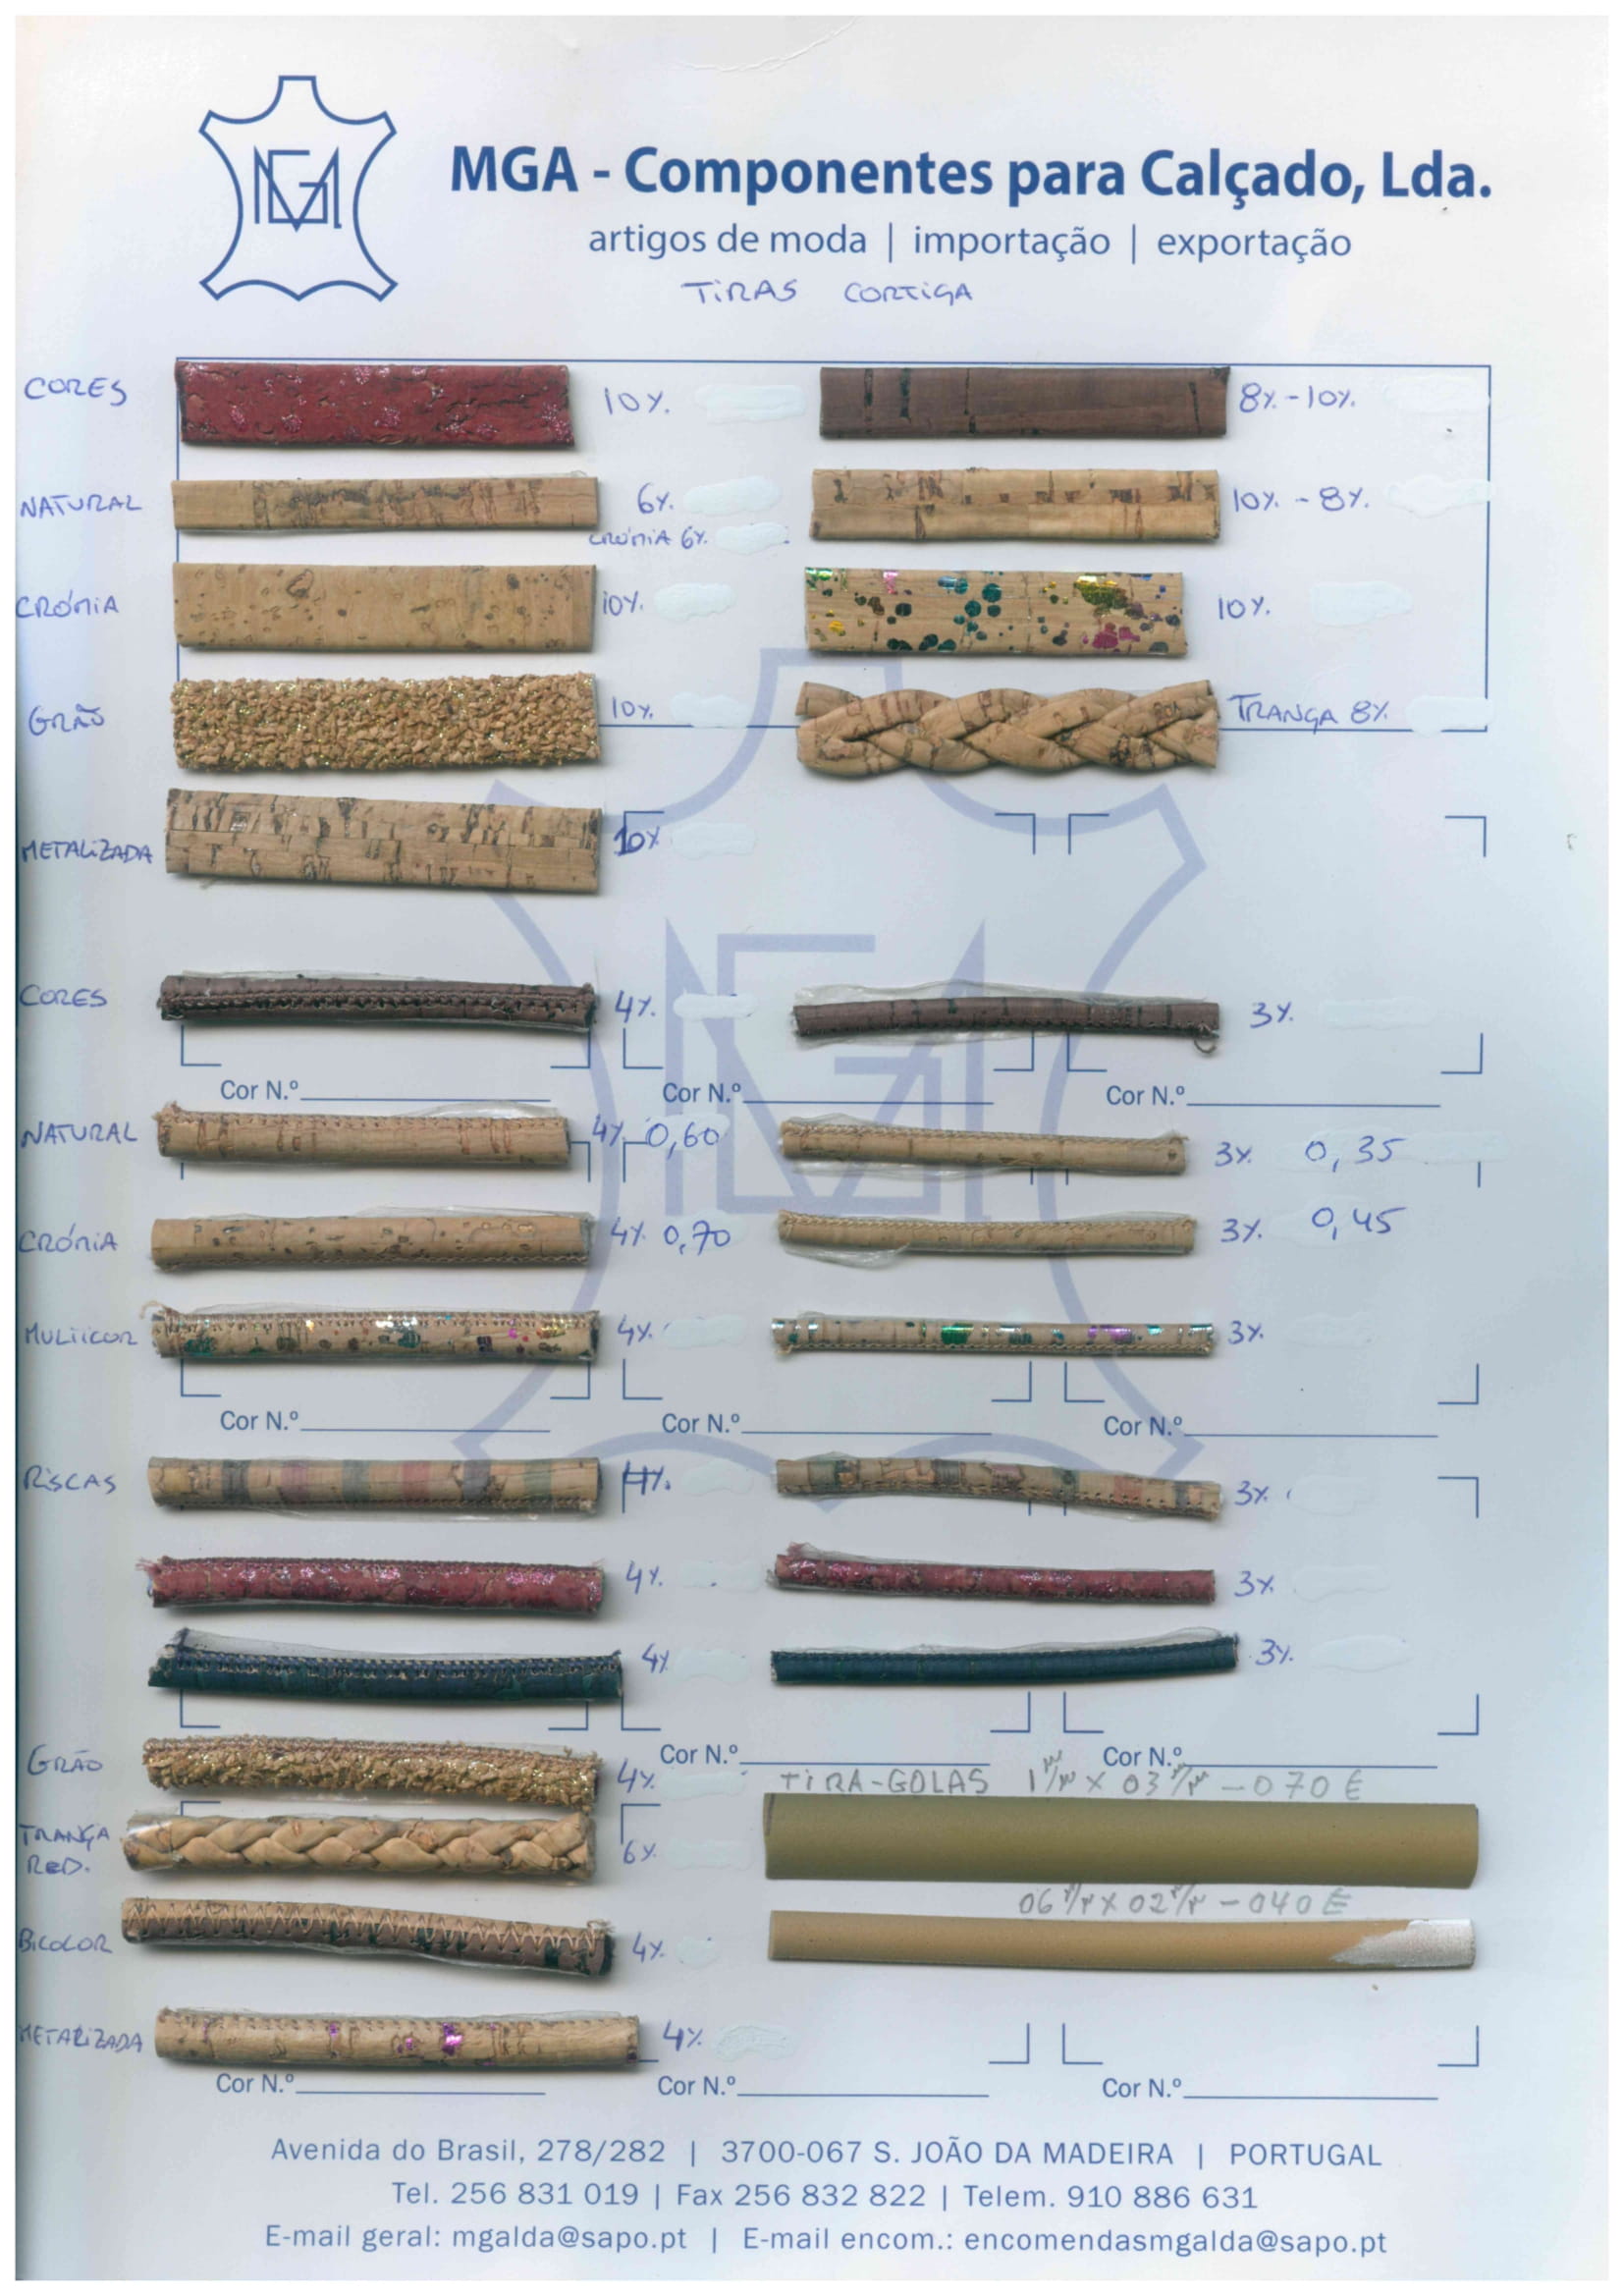 MGA - Componentes para Calçado, Lda.
artigos de moda | importação | exportação
TIRAS CORTIÇA
CORES 10%. 8%. - 10%.
NATURAL 6%. 10%. - 8%.
CRÓMIA 6%.
CRÓMIA 10%. 10%.
GRÃO 10%. TRANÇA 8%.
METALIZADA 10%
CORES 4%. 3%.
Cor N.º Cor N.º Cor N.º
NATURAL 4%. 0,60 3%. 0,35
CRÓMIA 4%. 0,70 3%. 0,45
MULTICOR 4%. 3%.
Cor N.º Cor N.º Cor N.º
RISCAS 4%. 3%.
4%. 3%.
4% 3%.
Cor N.º Cor N.º
GRÃO 4%. TIRA-GOLAS 1 m/m X 03 m/m - 070 €
TRANÇA RED. 6%.
06 m/m X 02 m/m - 040 €
BICOLOR 4%.
METALIZADA 4%.
Cor N.º Cor N.º Cor N.º
Avenida do Brasil, 278/282 | 3700-067 S. JOÃO DA MADEIRA | PORTUGAL
Tel. 256 831 019 | Fax 256 832 822 | Telem. 910 886 631
E-mail geral: mgalda@sapo.pt | E-mail encom.: encomendasmgalda@sapo.pt